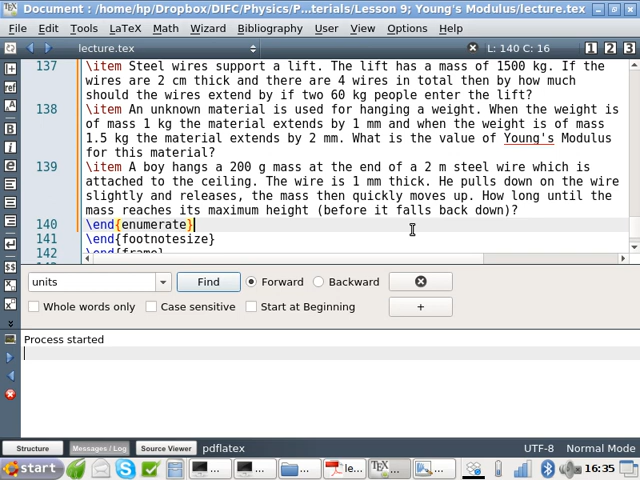 Document : /home/hp/Dropbox/DIFC/Physics/P...terials/Lesson 9; Young's Modulus/lecture.tex
File Edit Tools LaTeX Math Wizard Bibliography User View Options Help
lecture.tex L: 140 C: 16 1 2 3
137 \item Steel wires support a lift. The lift has a mass of 1500 kg. If the
wires are 2 cm thick and there are 4 wires in total then by how much
should the wires extend by if two 60 kg people enter the lift?
138 \item An unknown material is used for hanging a weight. When the weight is
of mass 1 kg the material extends by 1 mm and when the weight is of mass
1.5 kg the material extends by 2 mm. What is the value of Young's Modulus
for this material?
139 \item A boy hangs a 200 g mass at the end of a 2 m steel wire which is
attached to the ceiling. The wire is 1 mm thick. He pulls down on the wire
slightly and releases, the mass then quickly moves up. How long until the
mass reaches its maximum height (before it falls back down)?
140 \end{enumerate}
141 \end{footnotesize}
142 \end{frame}
units Find Forward Backward
Whole words only Case sensitive Start at Beginning +
Process started
Structure Messages / Log Source Viewer pdflatex UTF-8 Normal Mode
start ... ... ... le... ... ... 16:35